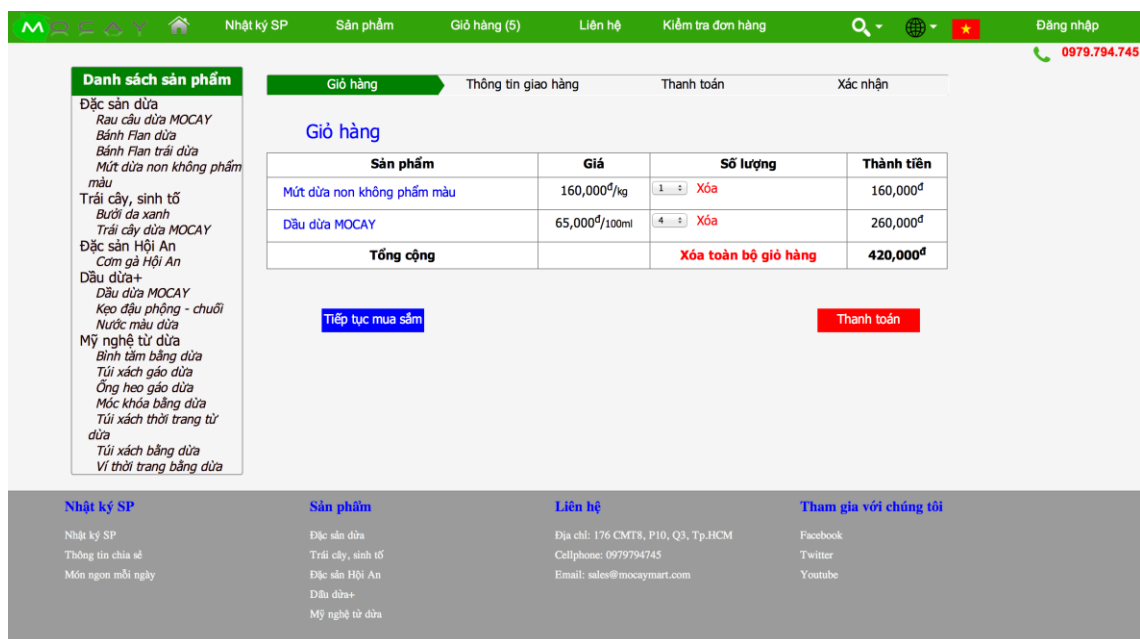 MOCAY Nhật ký SP Sản phẩm Giỏ hàng (5) Liên hệ Kiểm tra đơn hàng Đăng nhập
0979.794.745
Danh sách sản phẩm
Đặc sản dừa
Rau câu dừa MOCAY
Bánh Flan dừa
Bánh Flan trái dừa
Mứt dừa non không phẩm
màu
Trái cây, sinh tố
Bưởi da xanh
Trái cây dừa MOCAY
Đặc sản Hội An
Cơm gà Hội An
Dầu dừa+
Dầu dừa MOCAY
Kẹo đậu phộng - chuối
Nước màu dừa
Mỹ nghệ từ dừa
Bình tăm bằng dừa
Túi xách gáo dừa
Ống heo gáo dừa
Móc khóa bằng dừa
Túi xách thời trang từ
dừa
Túi xách bằng dừa
Ví thời trang bằng dừa
Giỏ hàng Thông tin giao hàng Thanh toán Xác nhận
Giỏ hàng
Sản phẩm Giá Số lượng Thành tiền
Mứt dừa non không phẩm màu 160,000đ/kg 1 Xóa 160,000đ
Dầu dừa MOCAY 65,000đ/100ml 4 Xóa 260,000đ
Tổng cộng Xóa toàn bộ giỏ hàng 420,000đ
Tiếp tục mua sắm Thanh toán
Nhật ký SP
Nhật ký SP
Thông tin chia sẻ
Món ngon mỗi ngày
Sản phẩm
Đặc sản dừa
Trái cây, sinh tố
Đặc sản Hội An
Dầu dừa+
Mỹ nghệ từ dừa
Liên hệ
Địa chỉ: 176 CMT8, P10, Q3, Tp.HCM
Cellphone: 0979794745
Email: sales@mocaymart.com
Tham gia với chúng tôi
Facebook
Twitter
Youtube